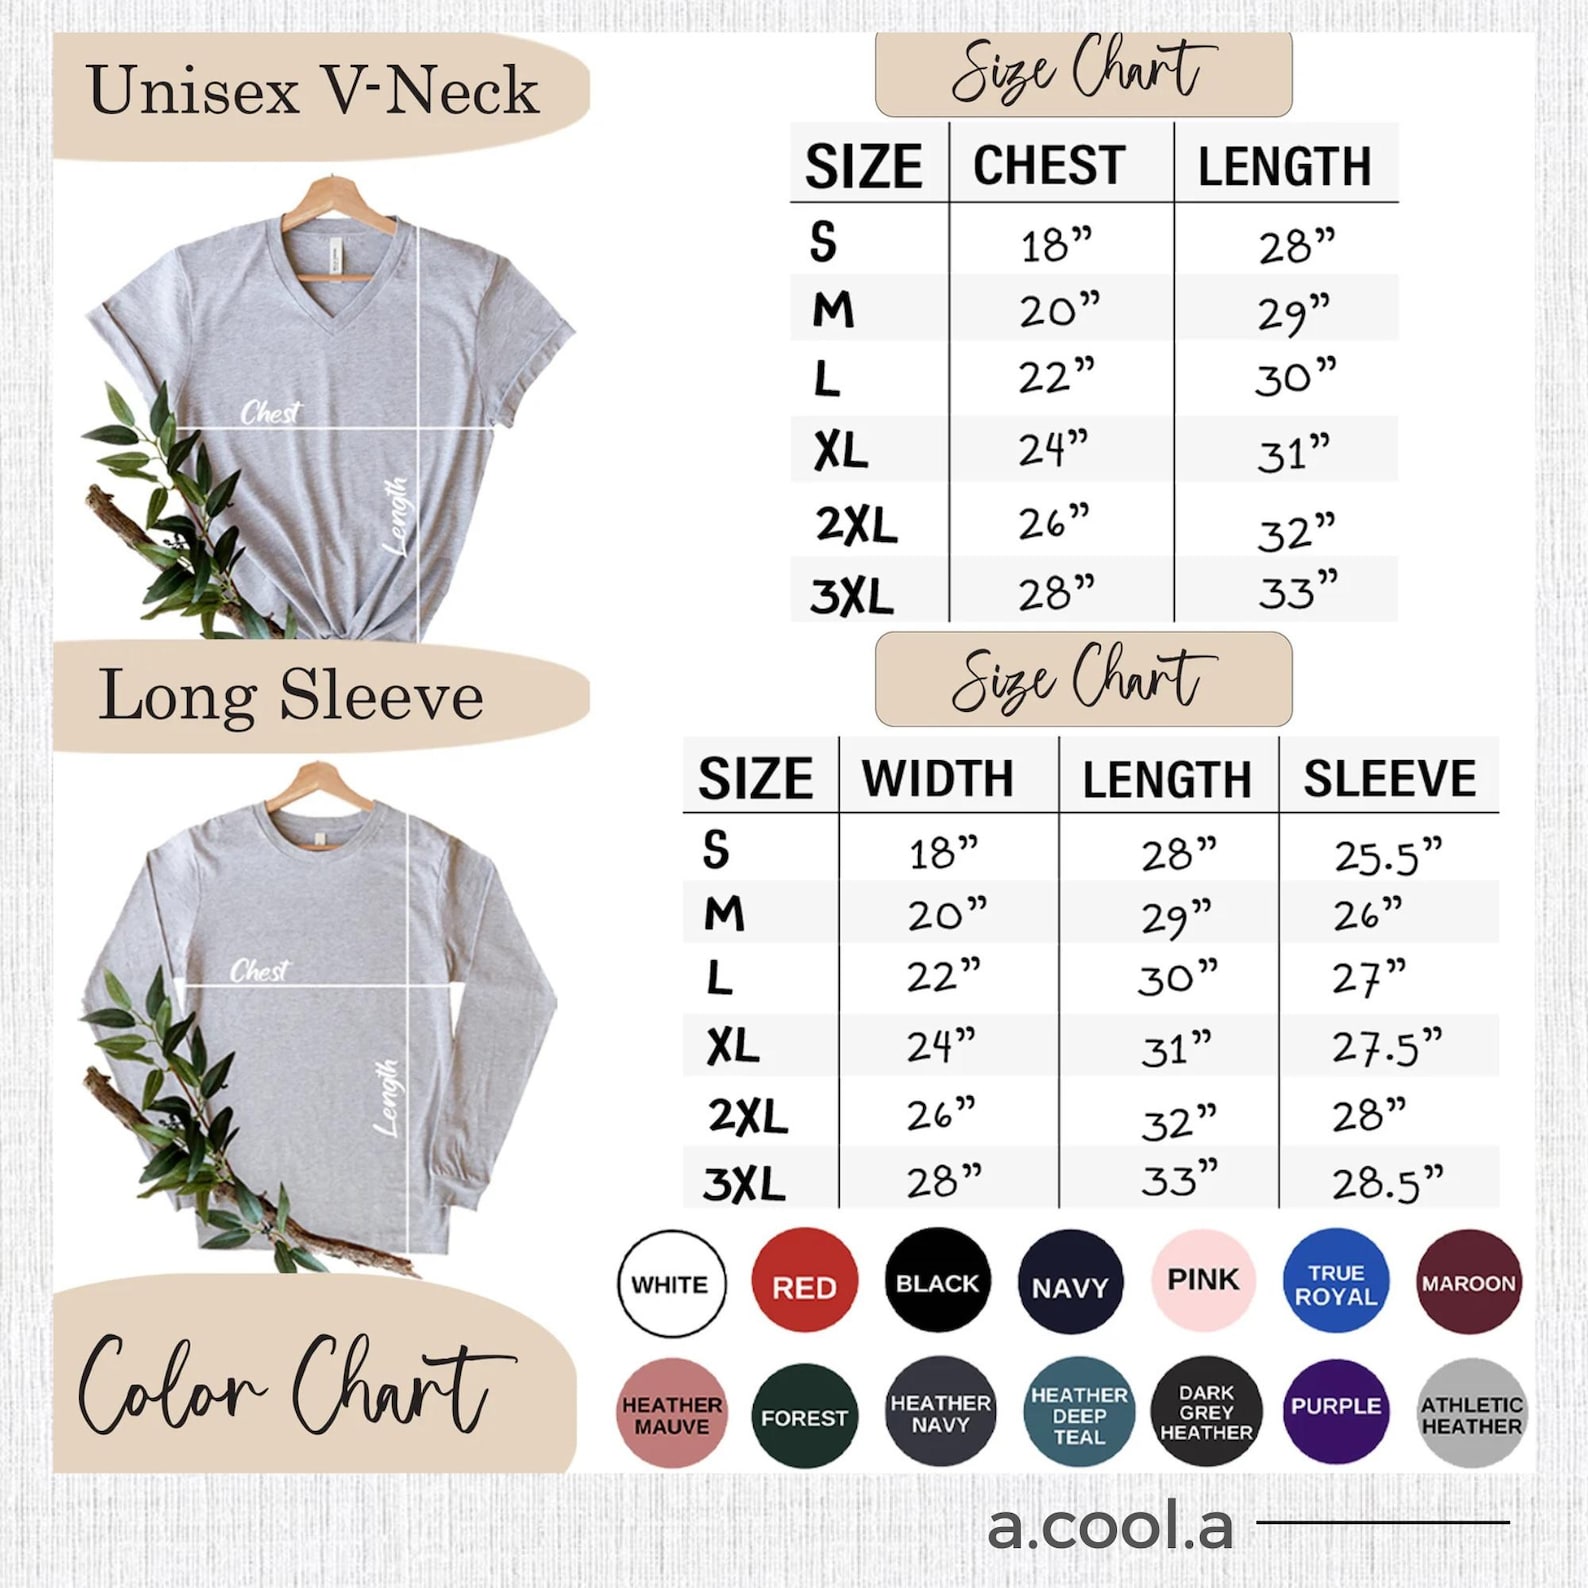 Unisex V-Neck
Size Chart
SIZE CHEST LENGTH
S 18” 28”
M 20” 29”
L 22” 30”
XL 24” 31”
2XL 26” 32”
3XL 28” 33”
Chest
Length
Long Sleeve
Size Chart
SIZE WIDTH LENGTH SLEEVE
S 18” 28” 25.5”
M 20” 29” 26”
L 22” 30” 27”
XL 24” 31” 27.5”
2XL 26” 32” 28”
3XL 28” 33” 28.5”
Chest
Length
Color Chart
WHITE
RED
BLACK
NAVY
PINK
TRUE
ROYAL
MAROON
HEATHER
MAUVE
FOREST
HEATHER
NAVY
HEATHER
DEEP
TEAL
DARK
GREY
HEATHER
PURPLE
ATHLETIC
HEATHER
a.cool.a